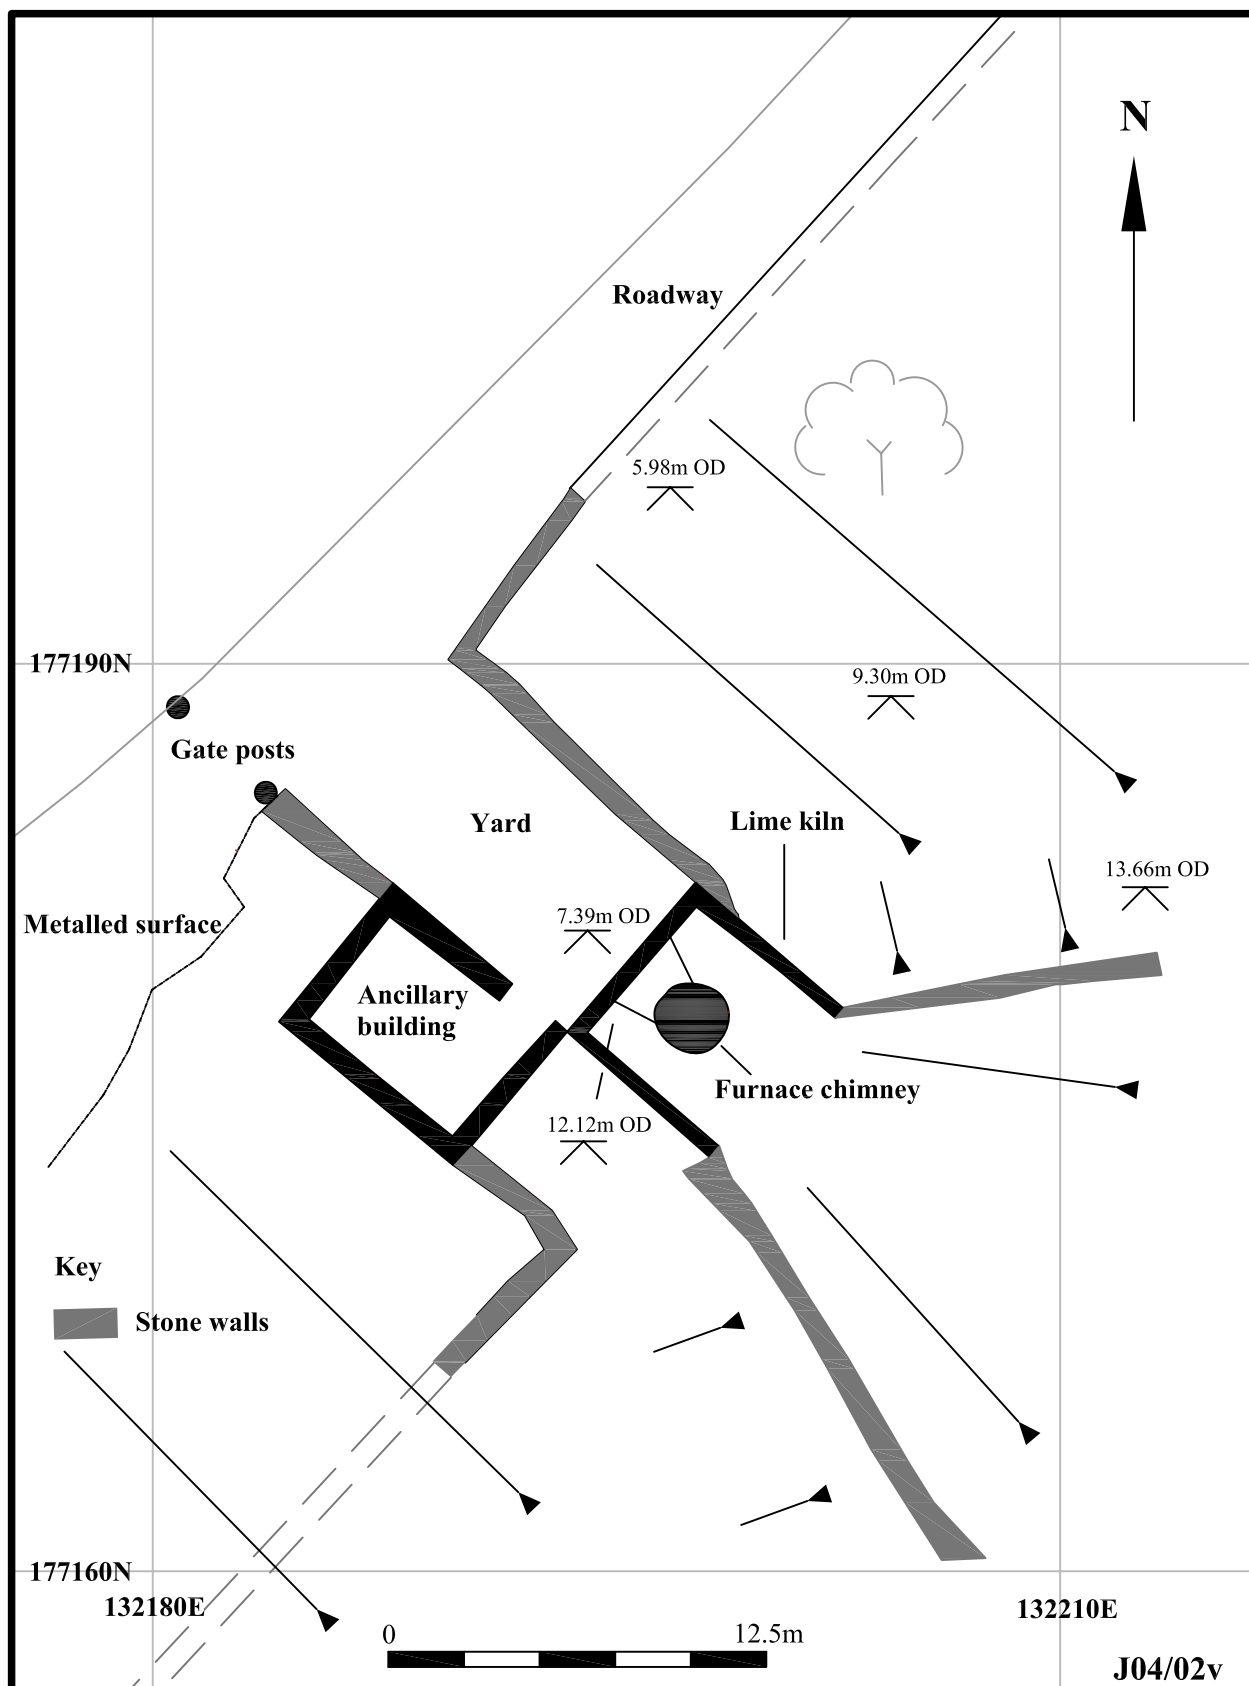 N
Roadway
5.98m OD
177190N
9.30m OD
Gate posts
Yard
Lime kiln
13.66m OD
Metalled surface
7.39m OD
Ancillary
building
Furnace chimney
12.12m OD
Key
Stone walls
177160N
132180E
132210E
0
12.5m
J04/02v